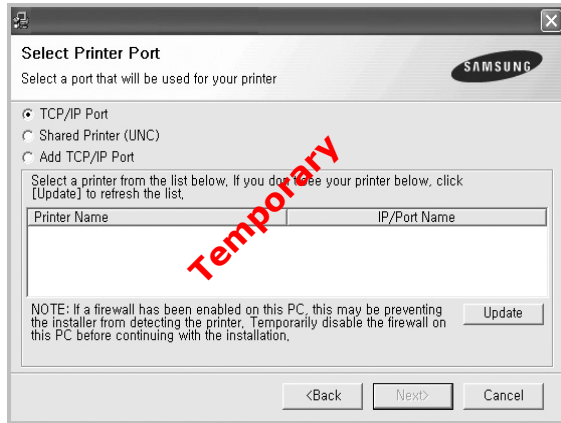 Select Printer Port
Select a port that will be used for your printer
SAMSUNG
TCP/IP Port
Shared Printer (UNC)
Add TCP/IP Port
Select a printer from the list below. If you don see your printer below, click
[Update] to refresh the list.
Printer Name IP/Port Name
Temporary
NOTE: If a firewall has been enabled on this PC, this may be preventing
the installer from detecting the printer. Temporarily disable the firewall on
this PC before continuing with the installation.
Update
<Back Next> Cancel